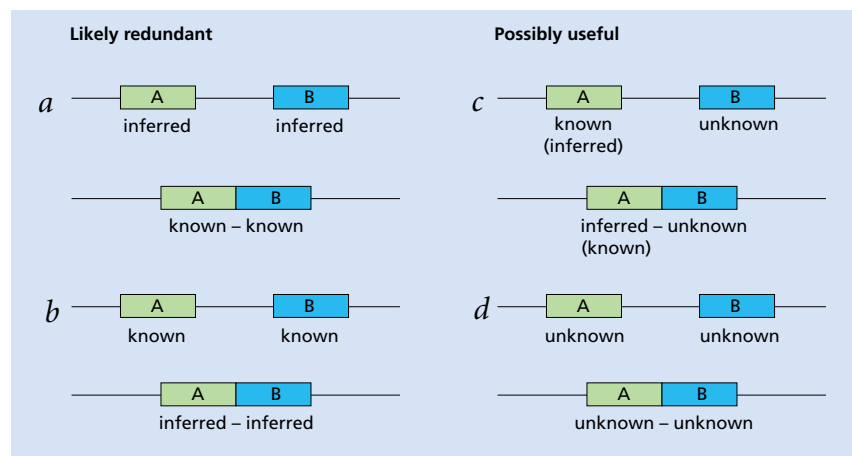 Likely redundant
a
A B
inferred inferred
A B
known – known
b
A B
known known
A B
inferred – inferred
Possibly useful
c
A B
known unknown
(inferred)
A B
inferred – unknown
(known)
d
A B
unknown unknown
A B
unknown – unknown